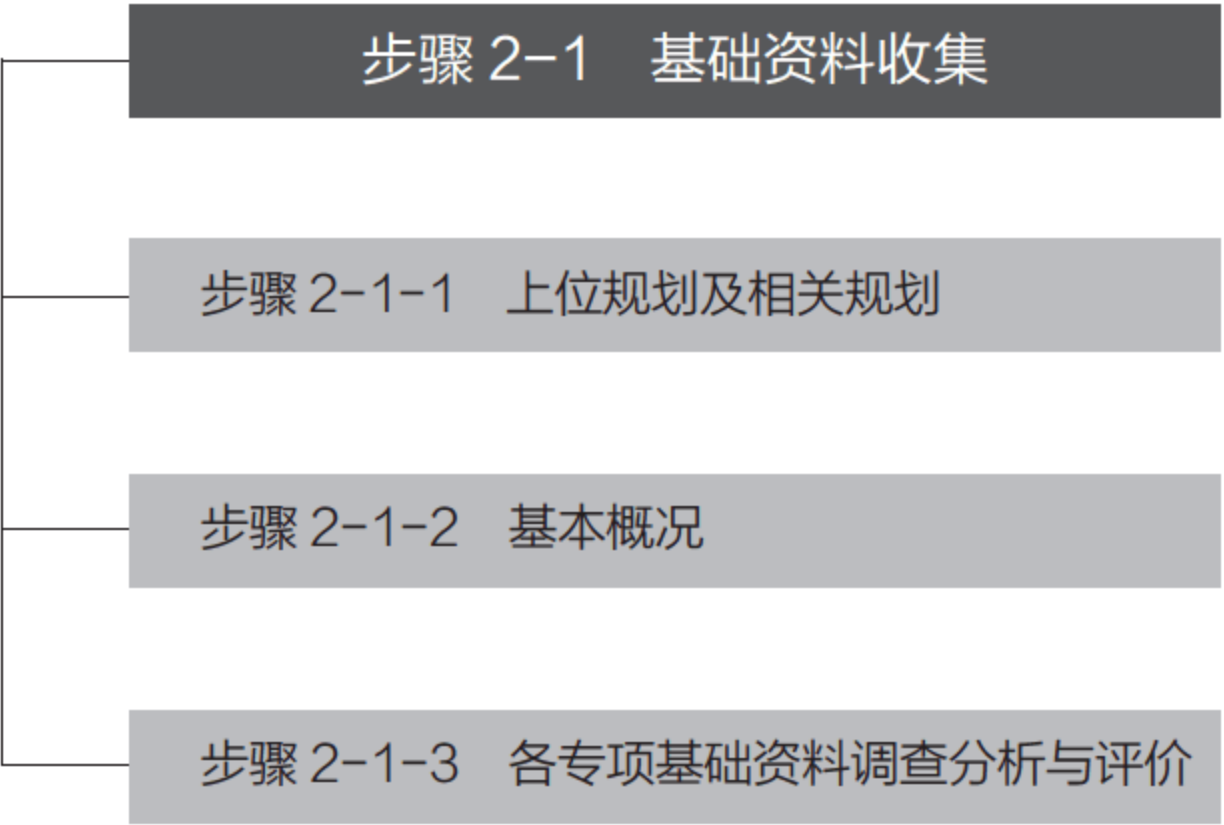 步骤 2-1 基础资料收集
步骤 2-1-1 上位规划及相关规划
步骤 2-1-2 基本概况
步骤 2-1-3 各专项基础资料调查分析与评价